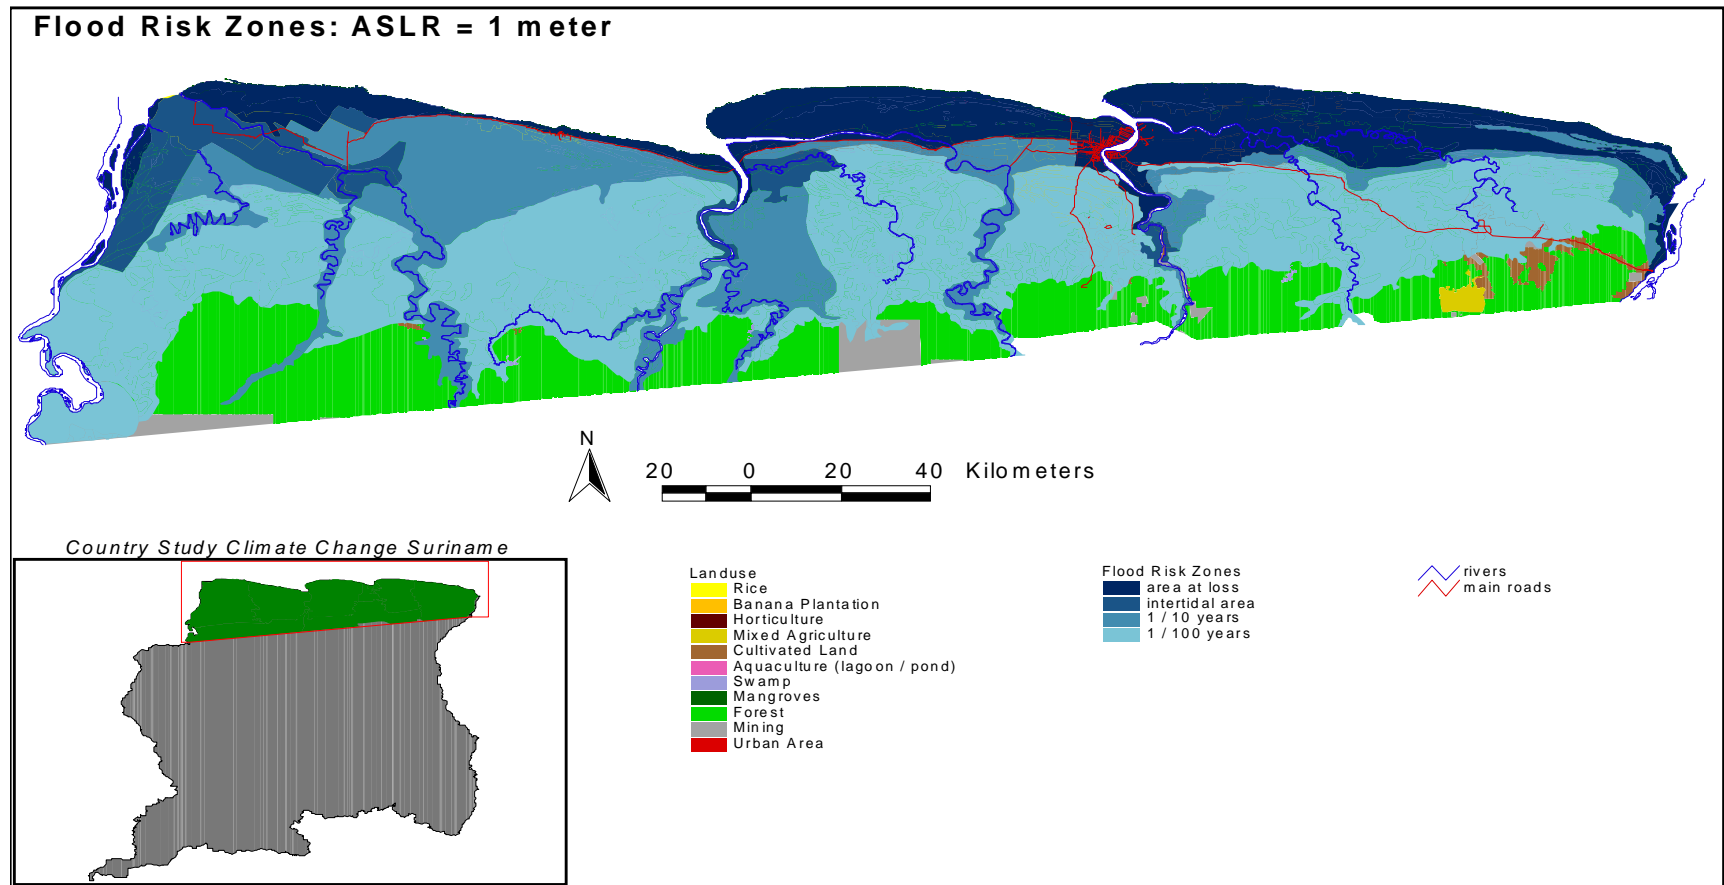 Flood Risk Zones: ASLR = 1 meter
N
20 0 20 40 Kilometers
Country Study Climate Change Suriname
Landuse
Rice
Banana Plantation
Horticulture
Mixed Agriculture
Cultivated Land
Aquaculture (lagoon / pond)
Swamp
Mangroves
Forest
Mining
Urban Area
Flood Risk Zones
area at loss
intertidal area
1 / 10 years
1 / 100 years
rivers
main roads